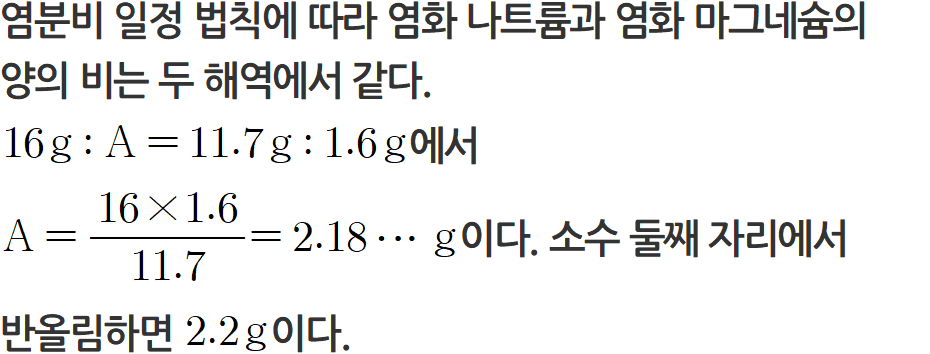 염분비 일정 법칙에 따라 염화 나트륨과 염화 마그네슘의
양의 비는 두 해역에서 같다.
16 g : A = 11.7 g : 1.6 g에서
A = \frac{16 × 1.6}{11.7} = 2.18 ⋯ g이다. 소수 둘째 자리에서
반올림하면 2.2 g이다.